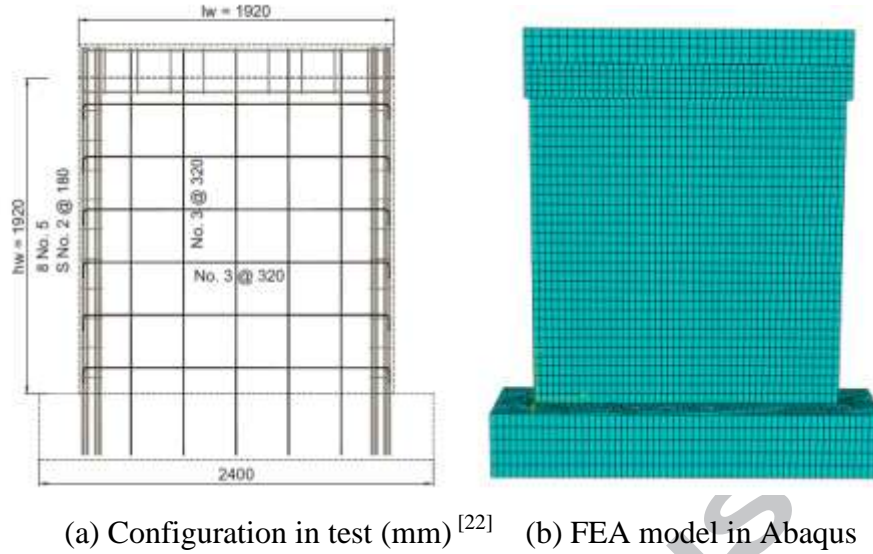 lw = 1920
hw = 1920
8 No. 5
S No. 2 @ 180
No. 3 @ 320
No. 3 @ 320
2400
(a) Configuration in test (mm) [22] (b) FEA model in Abaqus